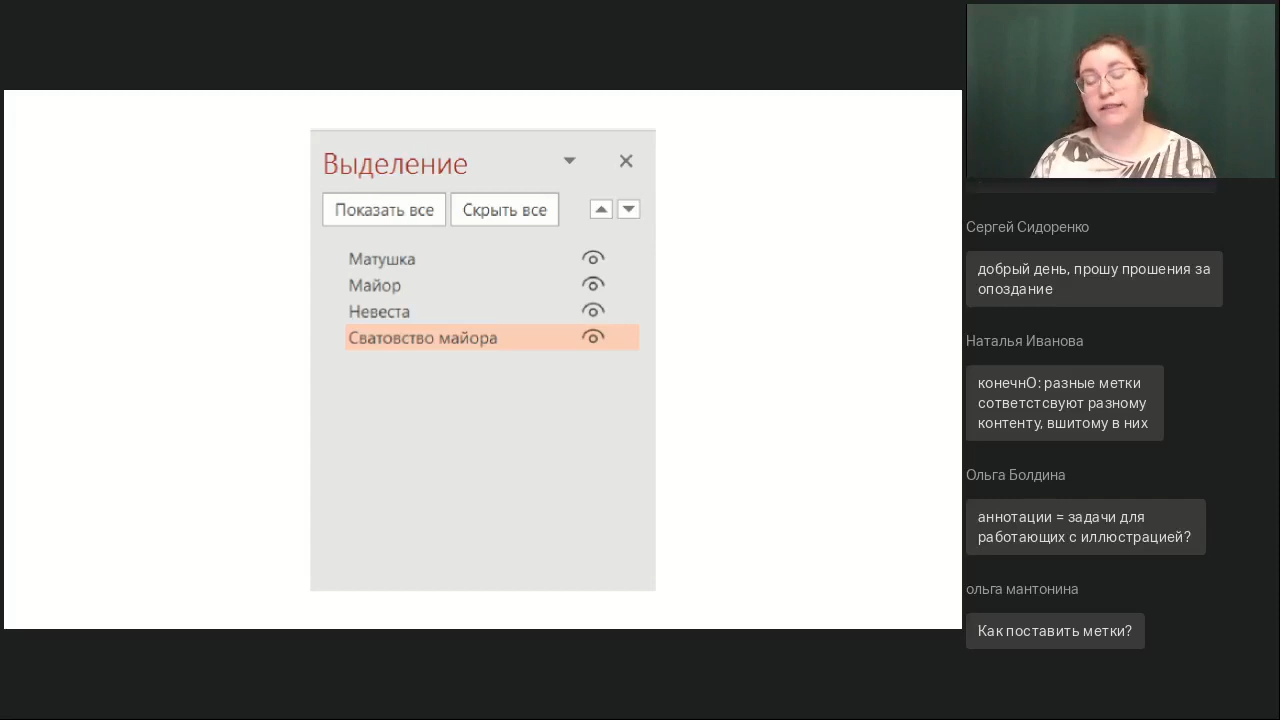 Выделение
Показать все
Скрыть все
Матушка
Майор
Невеста
Сватовство майора
Сергей Сидоренко
добрый день, прошу прошения за
опоздание
Наталья Иванова
конечнО: разные метки
сответстсвуют разному
контенту, вшитому в них
Ольга Болдина
аннотации = задачи для
работающих с иллюстрацией?
ольга мантонина
Как поставить метки?